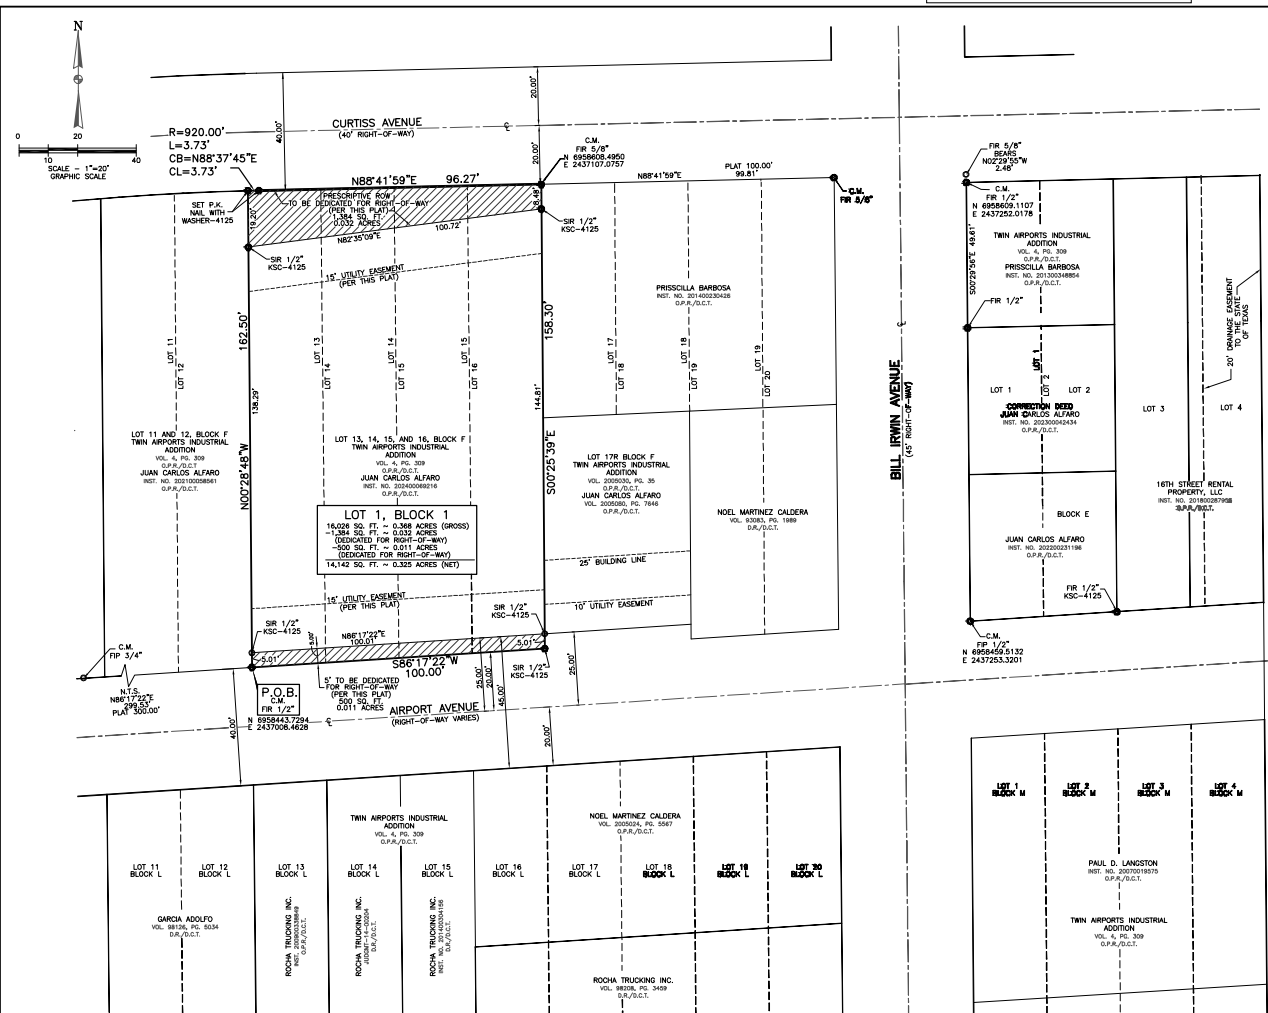 N
0
20
10
40
SCALE - 1"=20'
GRAPHIC SCALE
R=920.00'
L=3.73'
CB=N88°37'45"E
CL=3.73'
40.00'
CURTISS AVENUE
(40' RIGHT-OF-WAY)
20.00'
20.00'
C.M.
FIR 5/8"
N 6958608.4950
E 2437107.0757
N88°41'59"E 96.27'
N88°41'59"E
PLAT 100.00'
99.81'
C.M.
FIR 5/8"
FIR 5/8"
BEARS
N02°29'55"W
2.48'
C.M.
FIR 1/2"
N 6958609.1107
E 2437252.0178
SET P.K.
NAIL WITH
WASHER-4125
19.20'
PRESCRIPTIVE ROW
TO BE DEDICATED FOR RIGHT-OF-WAY
(PER THIS PLAT)
1,384 SQ. FT.
0.032 ACRES
8.48'
N82°35'09"E
100.72'
SIR 1/2"
KSC-4125
SIR 1/2"
KSC-4125
15' UTILITY EASEMENT
(PER THIS PLAT)
S00°29'56"E 49.61'
TWIN AIRPORTS INDUSTRIAL
ADDITION
VOL. 4, PG. 309
O.P.R./D.C.T.
PRISSCILLA BARBOSA
INST. NO. 201300348854
O.P.R./D.C.T.
FIR 1/2"
20' DRAINAGE EASEMENT
TO THE STATE
OF TEXAS
PRISSCILLA BARBOSA
INST. NO. 201400230426
O.P.R./D.C.T.
162.50'
158.30'
LOT 11
LOT 12
LOT 13
LOT 14
LOT 14
LOT 15
LOT 15
LOT 16
LOT 17
LOT 18
LOT 18
LOT 19
LOT 19
LOT 20
138.29'
144.81'
N00°28'48"W
S00°25'39"E
BILL IRWIN AVENUE
(45' RIGHT-OF-WAY)
LOT 1
LOT 2
LOT 1
LOT 2
CORRECTION DEED
JUAN CARLOS ALFARO
INST. NO. 202300042434
O.P.R./D.C.T.
LOT 3
LOT 4
LOT 11 AND 12, BLOCK F
TWIN AIRPORTS INDUSTRIAL
ADDITION
VOL. 4, PG. 309
O.P.R./D.C.T
JUAN CARLOS ALFARO
INST. NO. 202100058561
O.P.R./D.C.T.
LOT 13, 14, 15, AND 16, BLOCK F
TWIN AIRPORTS INDUSTRIAL
ADDITION
VOL. 4, PG. 309
O.P.R./D.C.T.
JUAN CARLOS ALFARO
INST. NO. 202400069216
O.P.R./D.C.T.
LOT 17R BLOCK F
TWIN AIRPORTS INDUSTRIAL
ADDITION
VOL. 2005030, PG. 35
O.P.R./D.C.T.
JUAN CARLOS ALFARO
VOL. 2005080, PG. 7646
O.P.R./D.C.T.
NOEL MARTINEZ CALDERA
VOL. 93083, PG. 1989
D.R./D.C.T.
16TH STREET RENTAL
PROPERTY, LLC
INST. NO.
O.P.R./D.C.T.
BLOCK E
JUAN CARLOS ALFARO
INST. NO. 202200231196
O.P.R./D.C.T.
LOT 1, BLOCK 1
16,026 SQ. FT. ~ 0.368 ACRES (GROSS)
-1,384 SQ. FT. ~ 0.032 ACRES
(DEDICATED FOR RIGHT-OF-WAY)
-500 SQ. FT. ~ 0.011 ACRES
(DEDICATED FOR RIGHT-OF-WAY)
14,142 SQ. FT. ~ 0.325 ACRES (NET)
25' BUILDING LINE
10' UTILITY EASEMENT
15' UTILITY EASEMENT
(PER THIS PLAT)
SIR 1/2"
KSC-4125
SIR 1/2"
KSC-4125
FIR 1/2"
KSC-4125
C.M.
FIP 1/2"
N 6958459.5132
E 2437253.3201
N86°17'22"E
100.01'
5.00'
5.01'
5.01'
S86°17'22"W
100.00'
SIR 1/2"
KSC-4125
25.00'
25.00'
20.00'
45.00'
20.00'
40.00'
C.M.
FIP 3/4"
N.T.S.
N86°17'22"E
299.53'
PLAT 300.00'
P.O.B.
C.M.
FIR 1/2"
N 6958443.7294
E 2437008.4628
5' TO BE DEDICATED
FOR RIGHT-OF-WAY
(PER THIS PLAT)
500 SQ. FT.
0.011 ACRES
AIRPORT AVENUE
(RIGHT-OF-WAY VARIES)
TWIN AIRPORTS INDUSTRIAL
ADDITION
VOL. 4, PG. 309
O.P.R./D.C.T.
NOEL MARTINEZ CALDERA
VOL. 2005024, PG. 5567
O.P.R./D.C.T.
LOT 1
BLOCK M
LOT 2
BLOCK M
LOT 3
BLOCK M
LOT 4
BLOCK M
LOT 11
BLOCK L
LOT 12
BLOCK L
LOT 13
BLOCK L
LOT 14
BLOCK L
LOT 15
BLOCK L
LOT 16
BLOCK L
LOT 17
BLOCK L
LOT 18
BLOCK L
LOT 19
BLOCK L
LOT 20
BLOCK L
GARCIA ADOLFO
VOL. 98126, PG. 5034
D.R./D.C.T.
ROCHA TRUCKING INC.
INST. 200900338849
O.P.R./D.C.T.
ROCHA TRUCKING INC.
JUDGMT-14-00204
D.R./D.C.T.
ROCHA TRUCKING INC.
INST. NO. 201400304156
D.R./D.C.T.
ROCHA TRUCKING INC.
VOL. 98208, PG. 3459
D.R./D.C.T.
PAUL D. LANGSTON
INST. NO. 20070019575
O.P.R./D.C.T.
TWIN AIRPORTS INDUSTRIAL
ADDITION
VOL. 4, PG. 309
O.P.R./D.C.T.